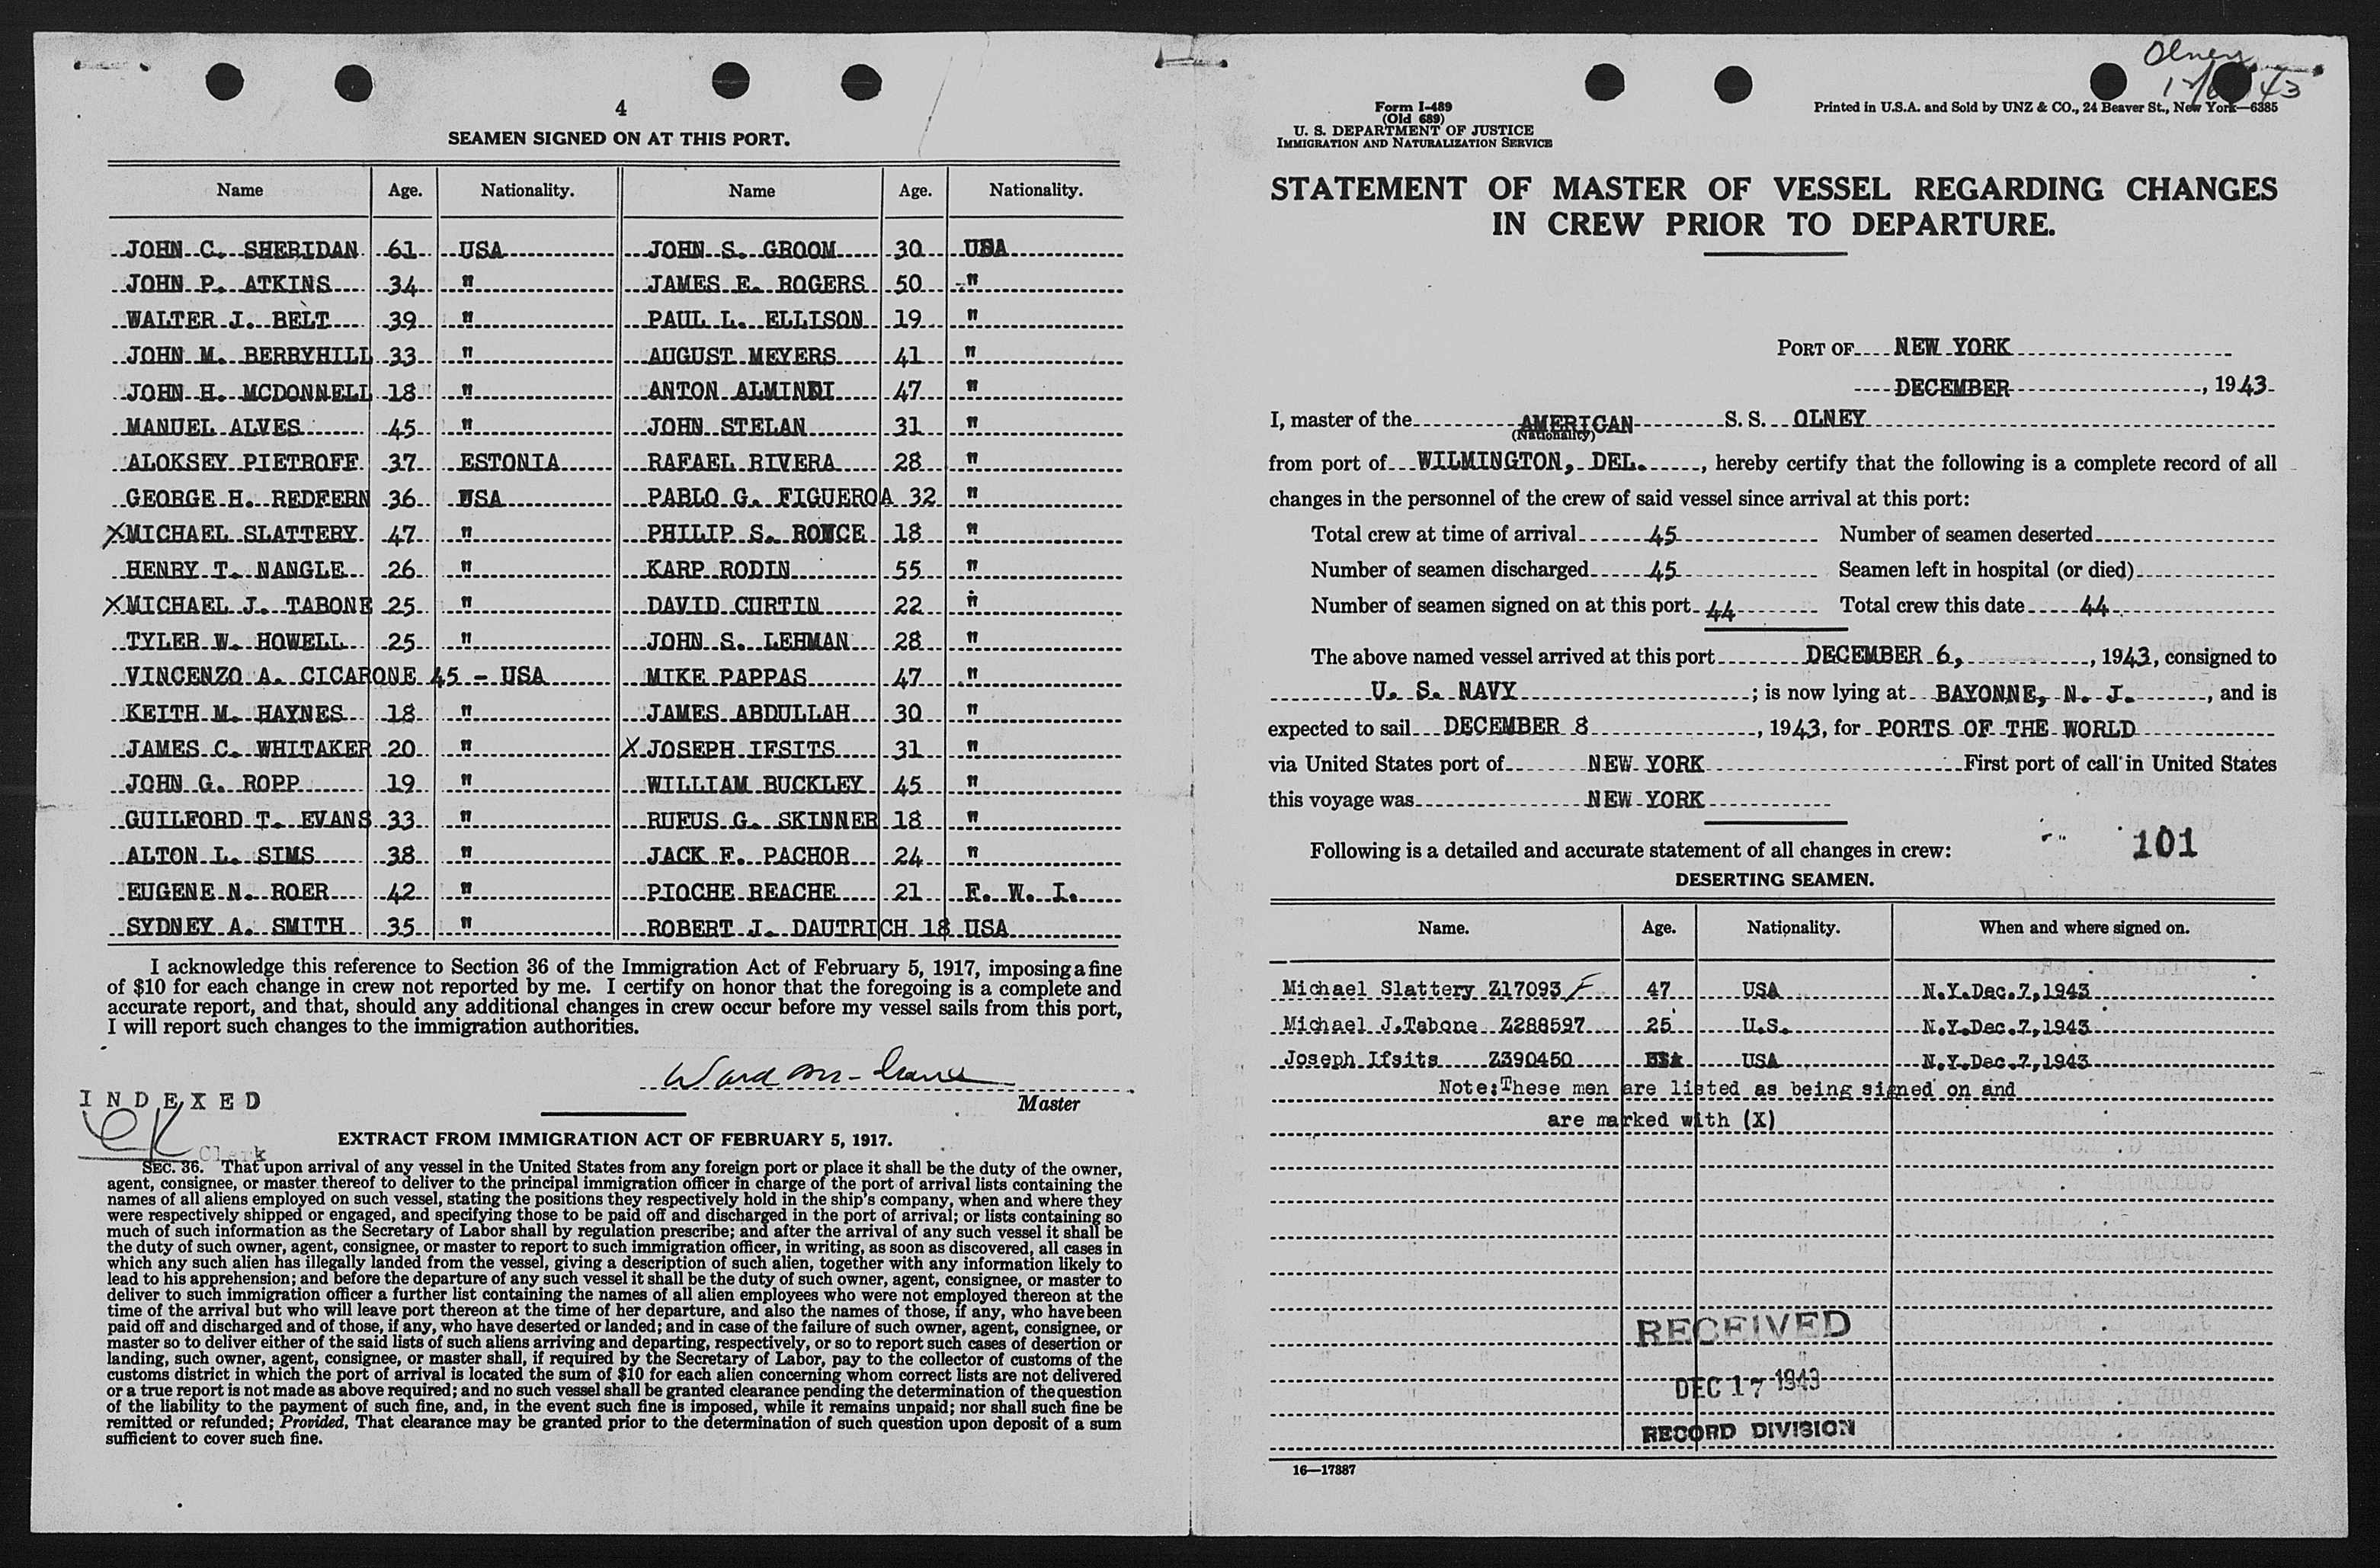 4
SEAMEN SIGNED ON AT THIS PORT.
Name Age. Nationality. Name Age. Nationality.
JOHN C. SHERIDAN 61 USA JOHN S. GROOM 30 USA
JOHN P. ATKINS 34 " JAMES E. ROGERS 50 "
WALTER J. BELT 39 " PAUL L. ELLISON 19 "
JOHN M. BERRYHILL 33 " AUGUST MEYERS 41 "
JOHN H. MCDONNELL 18 " ANTON ALMINDI 47 "
MANUEL ALVES 45 " JOHN STELAN 31 "
ALOKSEY PIETROFF 37 ESTONIA RAFAEL RIVERA 28 "
GEORGE H. REDFERN 36 USA PABLO G. FIGUEROA 32 "
X MICHAEL SLATTERY 47 " PHILIP S. RONCE 18 "
HENRY T. NANGLE 26 " KARP RODIN 55 "
X MICHAEL J. TABONE 25 " DAVID CURTIN 22 "
TYLER W. HOWELL 25 " JOHN S. LEHMAN 28 "
VINCENZO A. CICARONE 45 - USA MIKE PAPPAS 47 "
KEITH M. HAYNES 18 " JAMES ABDULLAH 30 "
JAMES C. WHITAKER 20 " X JOSEPH IFSITS 31 "
JOHN G. ROPP 19 " WILLIAM BUCKLEY 45 "
GUILFORD T. EVANS 33 " RUFUS G. SKINNER 18 "
ALTON L. SIMS 38 " JACK F. PACHOR 24 "
EUGENE N. ROER 42 " PIOCHE REACHE 21 F. W. I.
SYDNEY A. SMITH 35 " ROBERT J. DAUTRICH 18 USA
I acknowledge this reference to Section 36 of the Immigration Act of February 5, 1917, imposing a fine
of $10 for each change in crew not reported by me. I certify on honor that the foregoing is a complete and
accurate report, and that, should any additional changes in crew occur before my vessel sails from this port,
I will report such changes to the immigration authorities.
Master
INDEXED
Clerk
EXTRACT FROM IMMIGRATION ACT OF FEBRUARY 5, 1917.
SEC. 36. That upon arrival of any vessel in the United States from any foreign port or place it shall be the duty of the owner,
agent, consignee, or master thereof to deliver to the principal immigration officer in charge of the port of arrival lists containing the
names of all aliens employed on such vessel, stating the positions they respectively hold in the ship's company, when and where they
were respectively shipped or engaged, and specifying those to be paid off and discharged in the port of arrival; or lists containing so
much of such information as the Secretary of Labor shall by regulation prescribe; and after the arrival of any such vessel it shall be
the duty of such owner, agent, consignee, or master to report to such immigration officer, in writing, as soon as discovered, all cases in
which any such alien has illegally landed from the vessel, giving a description of such alien, together with any information likely to
lead to his apprehension; and before the departure of any such vessel it shall be the duty of such owner, agent, consignee, or master to
deliver to such immigration officer a further list containing the names of all alien employees who were not employed thereon at the
time of the arrival but who will leave port thereon at the time of her departure, and also the names of those, if any, who have been
paid off and discharged and of those, if any, who have deserted or landed; and in case of the failure of such owner, agent, consignee, or
master so to deliver either of the said lists of such aliens arriving and departing, respectively, or so to report such cases of desertion or
landing, such owner, agent, consignee, or master shall, if required by the Secretary of Labor, pay to the collector of customs of the
customs district in which the port of arrival is located the sum of $10 for each alien concerning whom correct lists are not delivered
or a true report is not made as above required; and no such vessel shall be granted clearance pending the determination of the question
of the liability to the payment of such fine, and, in the event such fine is imposed, while it remains unpaid; nor shall such fine be
remitted or refunded; Provided, That clearance may be granted prior to the determination of such question upon deposit of a sum
sufficient to cover such fine.
Olney
Form I-489
(Old 689)
U. S. DEPARTMENT OF JUSTICE
IMMIGRATION AND NATURALIZATION SERVICE
Printed in U.S.A. and Sold by UNZ & CO., 24 Beaver St., New York—6385
STATEMENT OF MASTER OF VESSEL REGARDING CHANGES
IN CREW PRIOR TO DEPARTURE.
PORT OF NEW YORK
DECEMBER, 1943
I, master of the AMERICAN S. S. OLNEY
(Nationality)
from port of WILMINGTON, DEL., hereby certify that the following is a complete record of all
changes in the personnel of the crew of said vessel since arrival at this port:
Total crew at time of arrival 45 Number of seamen deserted
Number of seamen discharged 45 Seamen left in hospital (or died)
Number of seamen signed on at this port 44 Total crew this date 44
The above named vessel arrived at this port DECEMBER 6, , 1943, consigned to
U. S. NAVY ; is now lying at BAYONNE, N. J. , and is
expected to sail DECEMBER 8 , 1943, for PORTS OF THE WORLD
via United States port of NEW YORK First port of call in United States
this voyage was NEW YORK
101
Following is a detailed and accurate statement of all changes in crew:
DESERTING SEAMEN.
Name. Age. Nationality. When and where signed on.
Michael Slattery Z17093 F 47 USA N.Y.Dec.7,1943
Michael J.Tabone Z288597 25 U.S. N.Y.Dec.7,1943
Joseph Ifsits Z390450 USA N.Y.Dec.7,1943
Note:These men are listed as being signed on and
are marked with (X)
RECEIVED
DEC 17 1943
RECORD DIVISION
16—17387